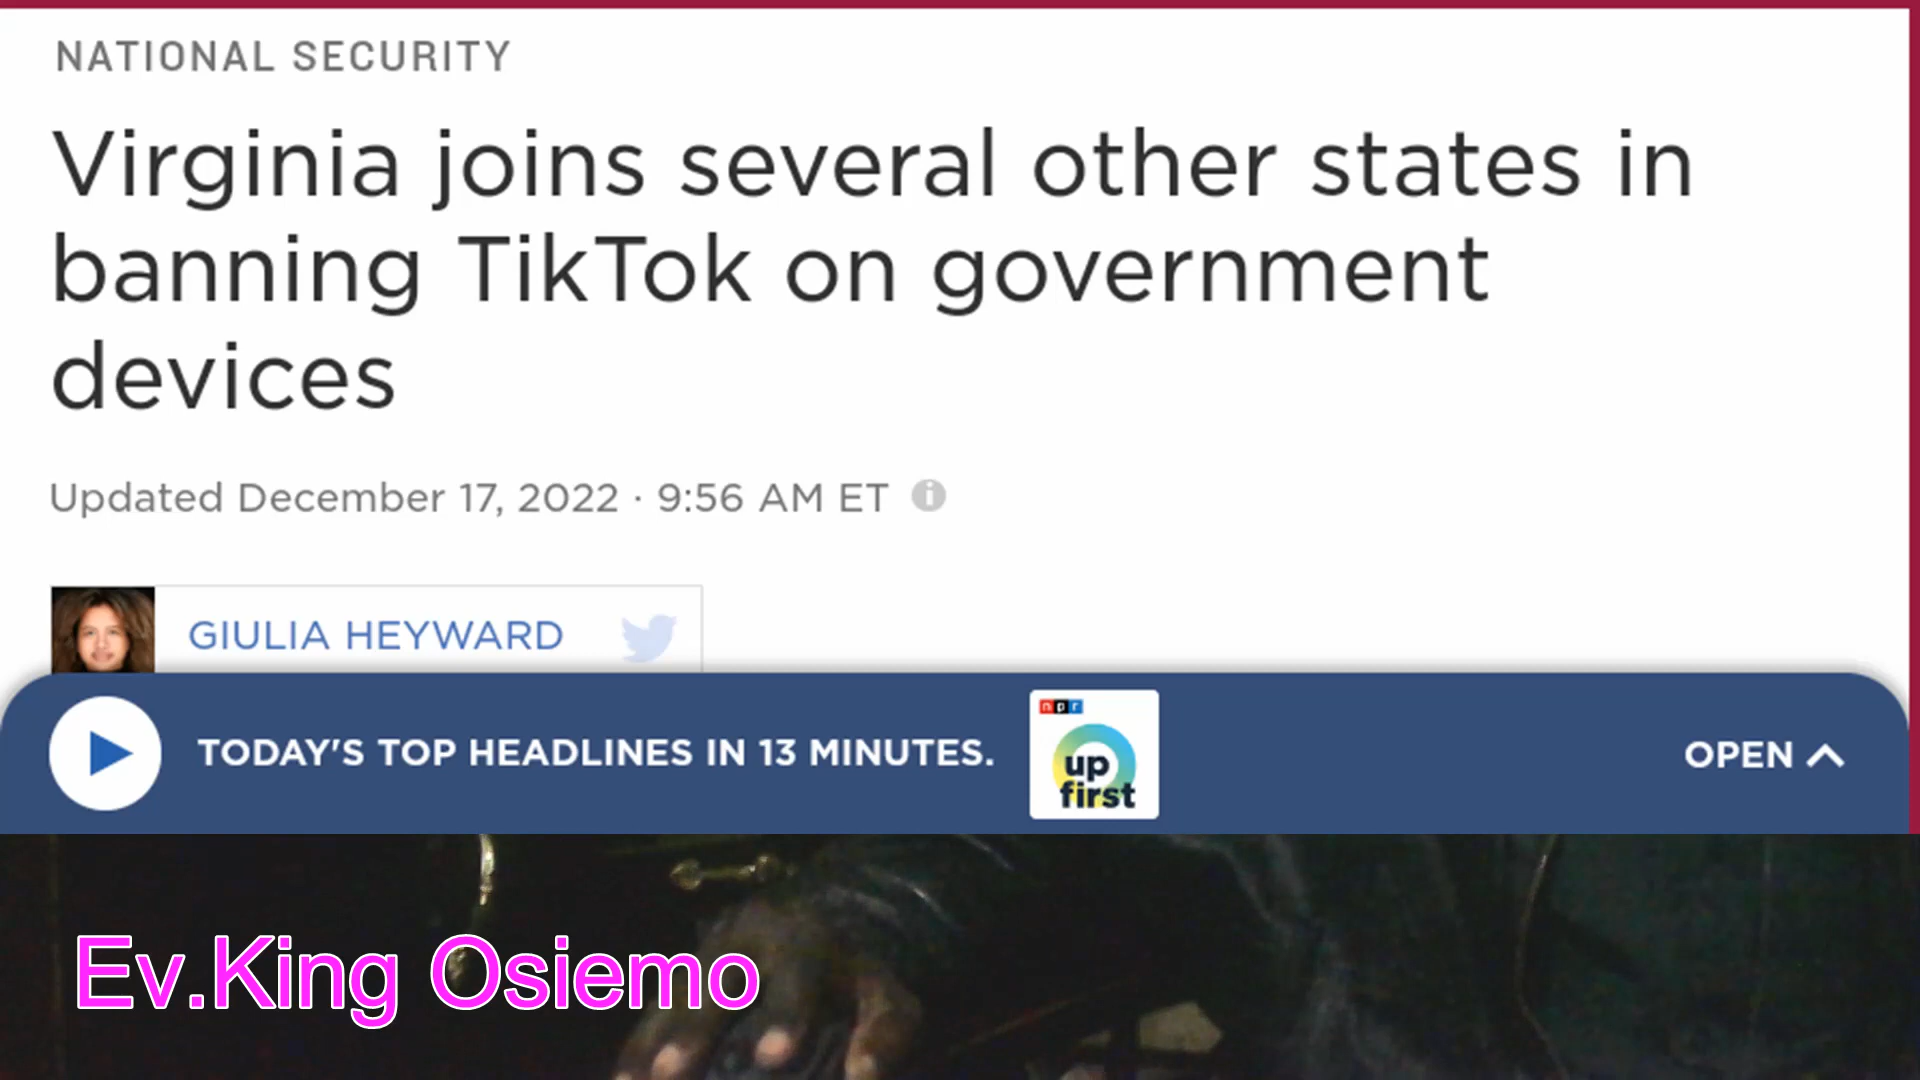 NATIONAL SECURITY
Virginia joins several other states in
banning TikTok on government
devices
Updated December 17, 2022 · 9:56 AM ET
GIULIA HEYWARD
TODAY'S TOP HEADLINES IN 13 MINUTES.
npr
up
first
OPEN
Ev.King Osiemo